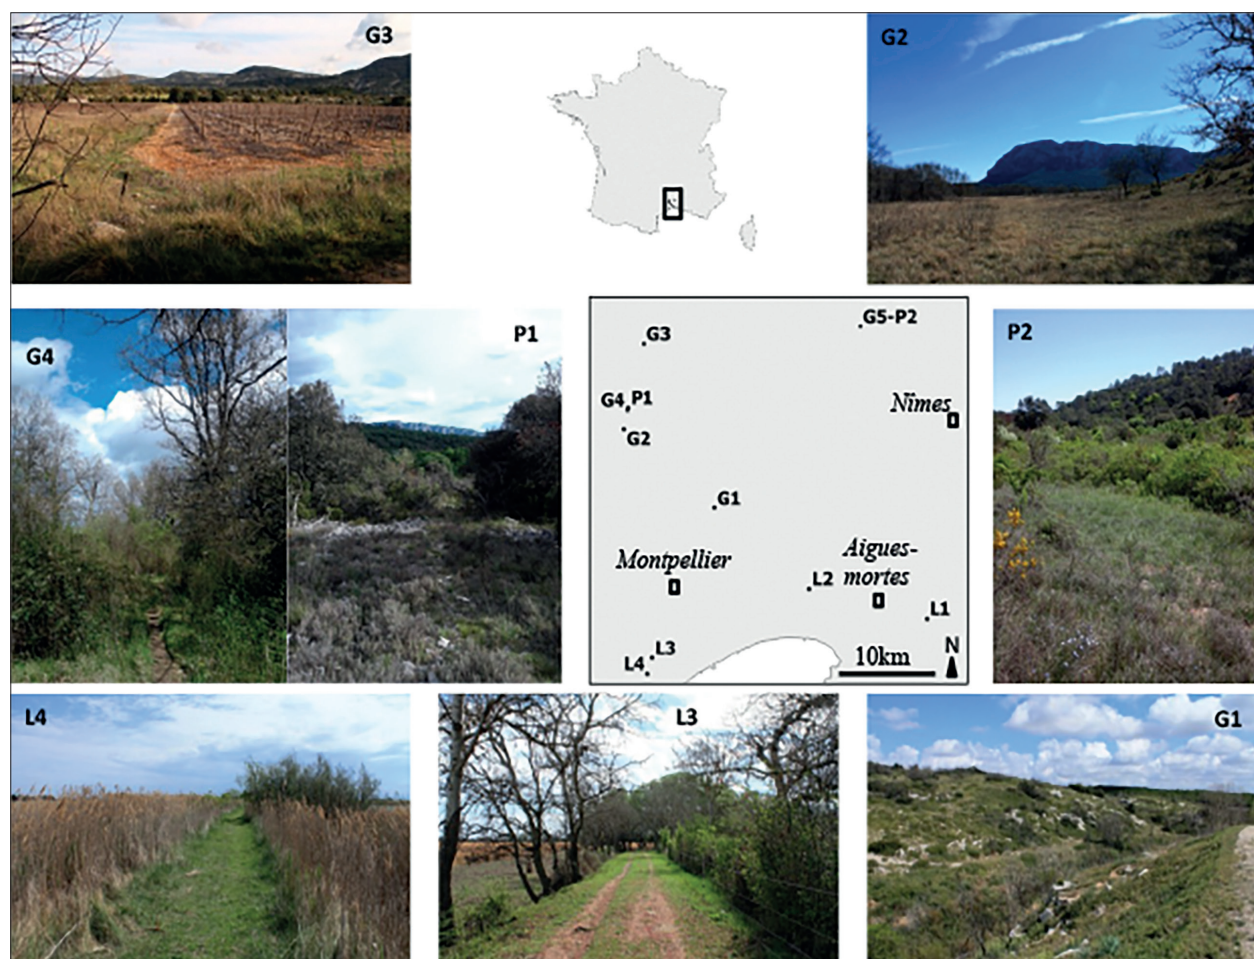 G3
G2
G4
P1
G3
G5-P2
G4
P1
G2
Nîmes
G1
Montpellier
Aigues-
mortes
L2
L1
L3
L4
10km
N
P2
L4
L3
G1